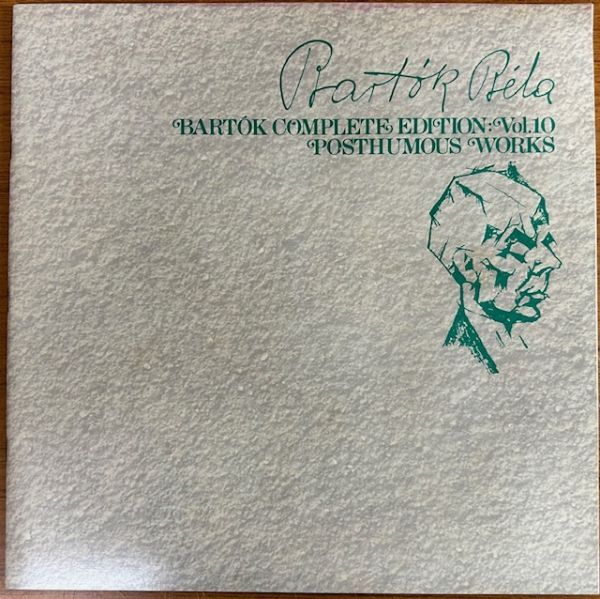 Bartók Béla
BARTÓK COMPLETE EDITION: Vol.10
POSTHUMOUS WORKS